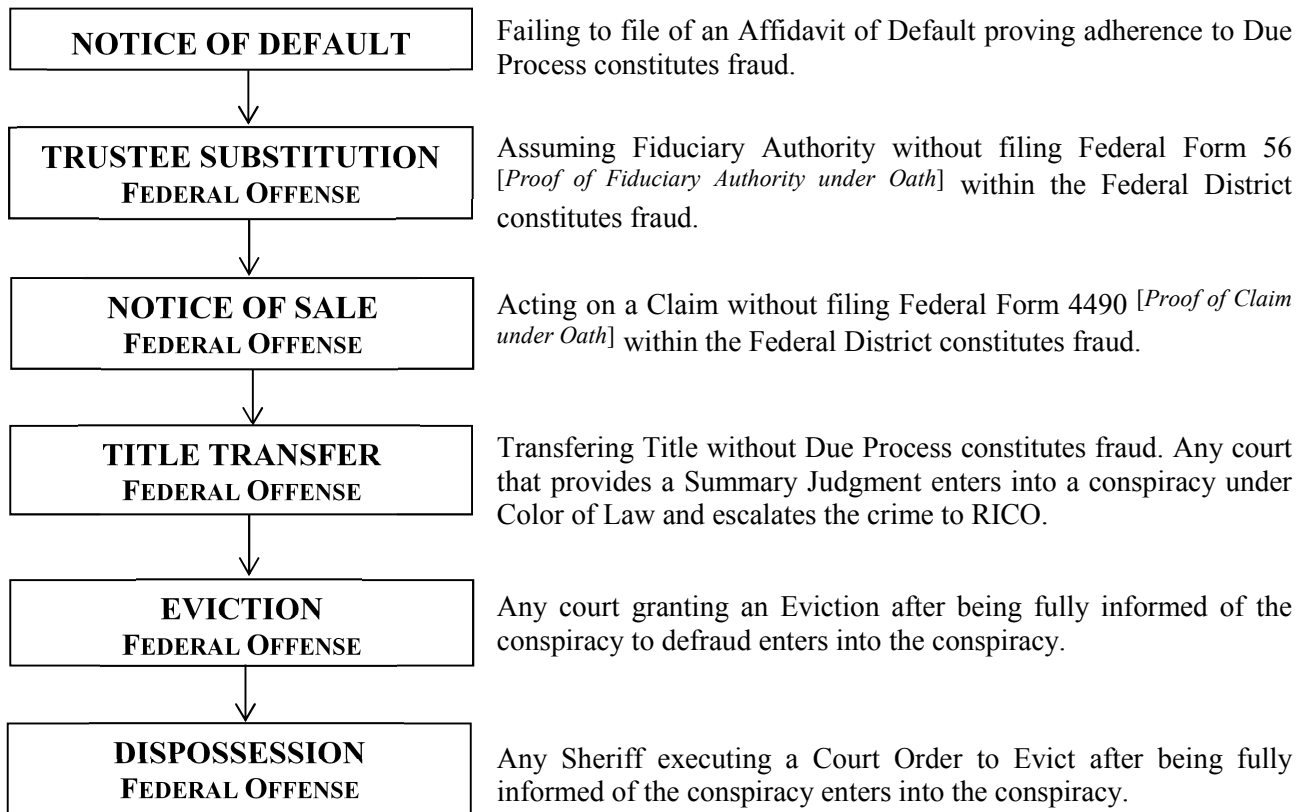 NOTICE OF DEFAULT
Failing to file of an Affidavit of Default proving adherence to Due
Process constitutes fraud.
TRUSTEE SUBSTITUTION
FEDERAL OFFENSE
Assuming Fiduciary Authority without filing Federal Form 56
[Proof of Fiduciary Authority under Oath] within the Federal District
constitutes fraud.
NOTICE OF SALE
FEDERAL OFFENSE
Acting on a Claim without filing Federal Form 4490 [Proof of Claim
under Oath] within the Federal District constitutes fraud.
TITLE TRANSFER
FEDERAL OFFENSE
Transfering Title without Due Process constitutes fraud. Any court
that provides a Summary Judgment enters into a conspiracy under
Color of Law and escalates the crime to RICO.
EVICTION
FEDERAL OFFENSE
Any court granting an Eviction after being fully informed of the
conspiracy to defraud enters into the conspiracy.
DISPOSSESSION
FEDERAL OFFENSE
Any Sheriff executing a Court Order to Evict after being fully
informed of the conspiracy enters into the conspiracy.